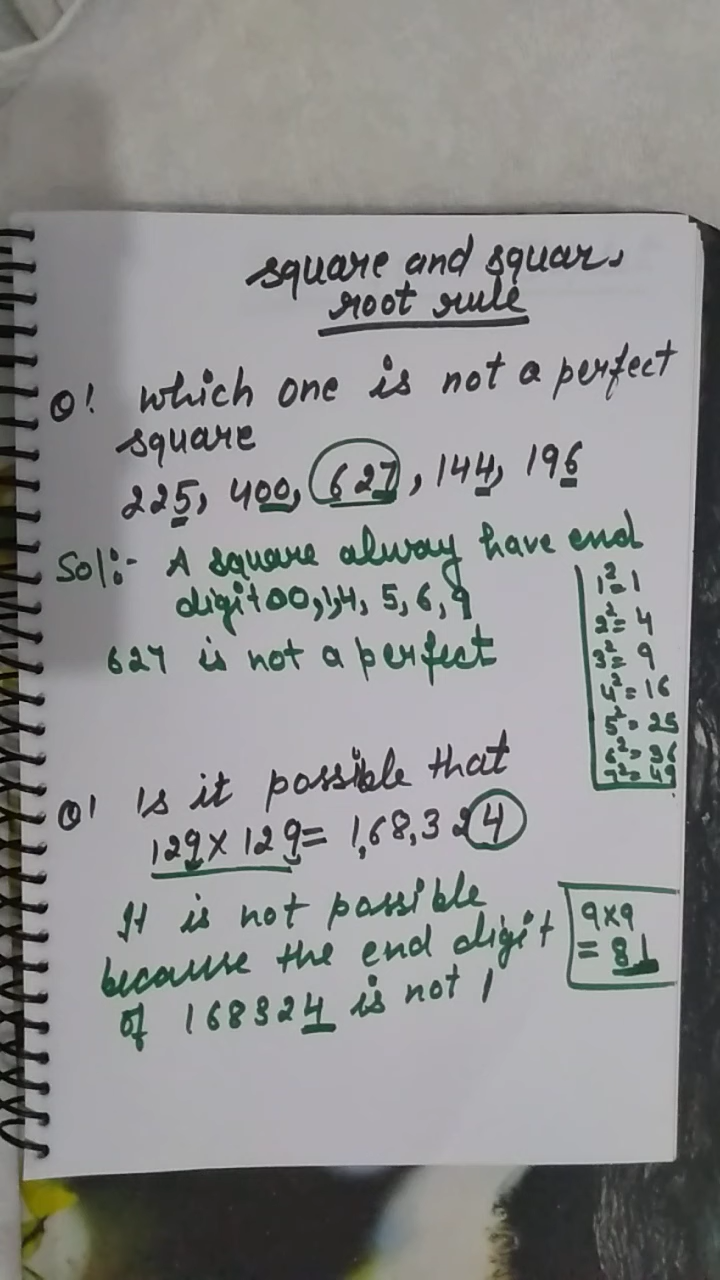 square and squar
root rule
Q! which one is not a perfect
square
225, 400, 627, 144, 196
Sol:- A square alway have end
digit 00, 1, 4, 5, 6, 9
627 is not a perfect
1²=1
2²=4
3²=9
4²=16
5²=25
6²=36
7²=49
Q! Is it possible that
129 x 129 = 1,68,324
It is not possible
because the end digit
of 168324 is not 1
9x9
= 81